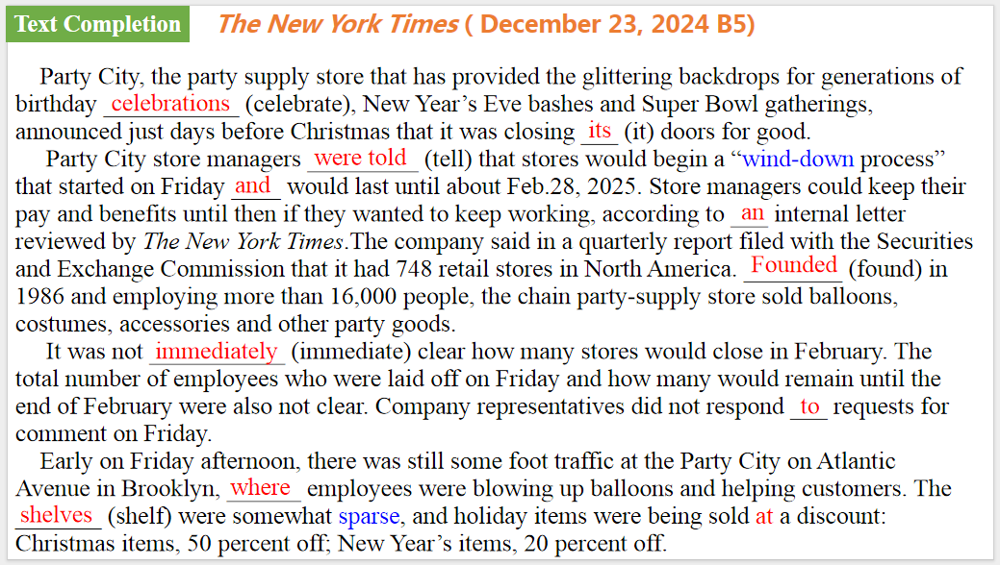 Text Completion The New York Times ( December 23, 2024 B5)
Party City, the party supply store that has provided the glittering backdrops for generations of
birthday celebrations (celebrate), New Year’s Eve bashes and Super Bowl gatherings,
announced just days before Christmas that it was closing its (it) doors for good.
Party City store managers were told (tell) that stores would begin a “wind-down process”
that started on Friday and would last until about Feb.28, 2025. Store managers could keep their
pay and benefits until then if they wanted to keep working, according to an internal letter
reviewed by The New York Times.The company said in a quarterly report filed with the Securities
and Exchange Commission that it had 748 retail stores in North America. Founded (found) in
1986 and employing more than 16,000 people, the chain party-supply store sold balloons,
costumes, accessories and other party goods.
It was not immediately (immediate) clear how many stores would close in February. The
total number of employees who were laid off on Friday and how many would remain until the
end of February were also not clear. Company representatives did not respond to requests for
comment on Friday.
Early on Friday afternoon, there was still some foot traffic at the Party City on Atlantic
Avenue in Brooklyn, where employees were blowing up balloons and helping customers. The
shelves (shelf) were somewhat sparse, and holiday items were being sold at a discount:
Christmas items, 50 percent off; New Year’s items, 20 percent off.